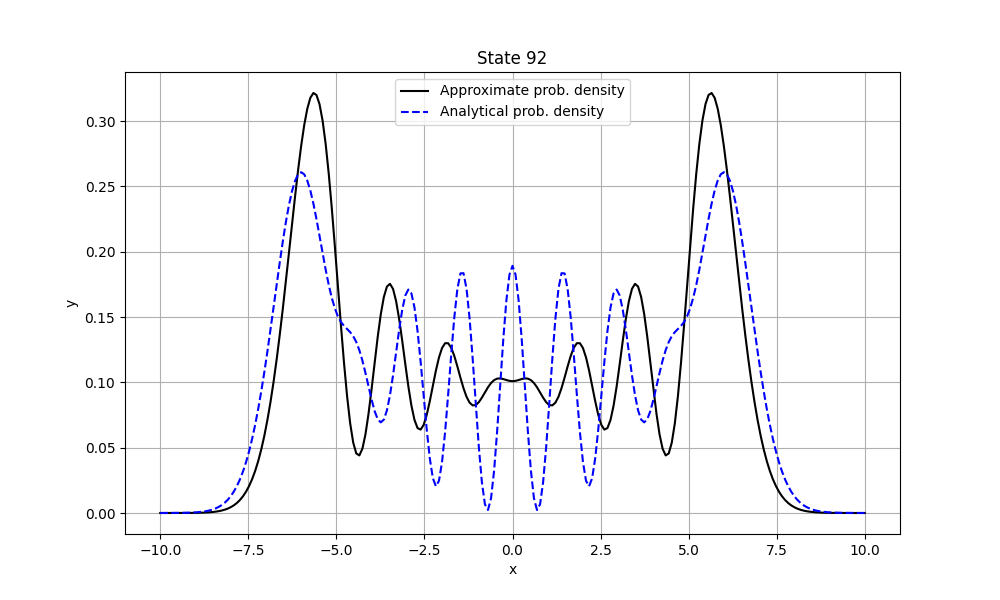 State 92
Approximate prob. density
Analytical prob. density
0.30
0.25
0.20
0.15
0.10
0.05
0.00
y
−10.0 −7.5 −5.0 −2.5 0.0 2.5 5.0 7.5 10.0
x